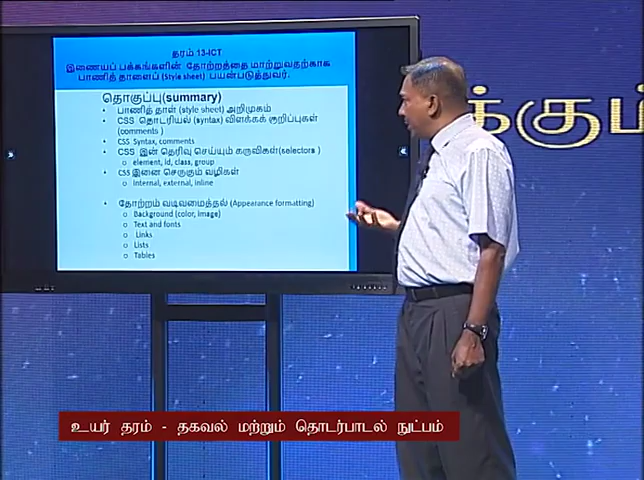 தரம் 13-ICT
இணையப் பக்கங்களின் தோற்றத்தை மாற்றுவதற்காக
பாணித் தாளைப் (Style sheet) பயன்படுத்துவர்.
தொகுப்பு(summary)
• பாணித் தாள் (style sheet) அறிமுகம்
• CSS தொடரியல் (syntax) விளக்கக் குறிப்புகள்
(comments )
• CSS Syntax, comments
• CSS இன் தெரிவு செய்யும் கருவிகள்(selectors )
o element, id, class, group
• CSS இனை செருகும் வழிகள்
o Internal, external, inline
• தோற்றம் வடிவமைத்தல் (Appearance formatting)
o Background (color, image)
o Text and fonts
o Links
o Lists
o Tables
க்கும்
உயர் தரம் - தகவல் மற்றும் தொடர்பாடல் நுட்பம்